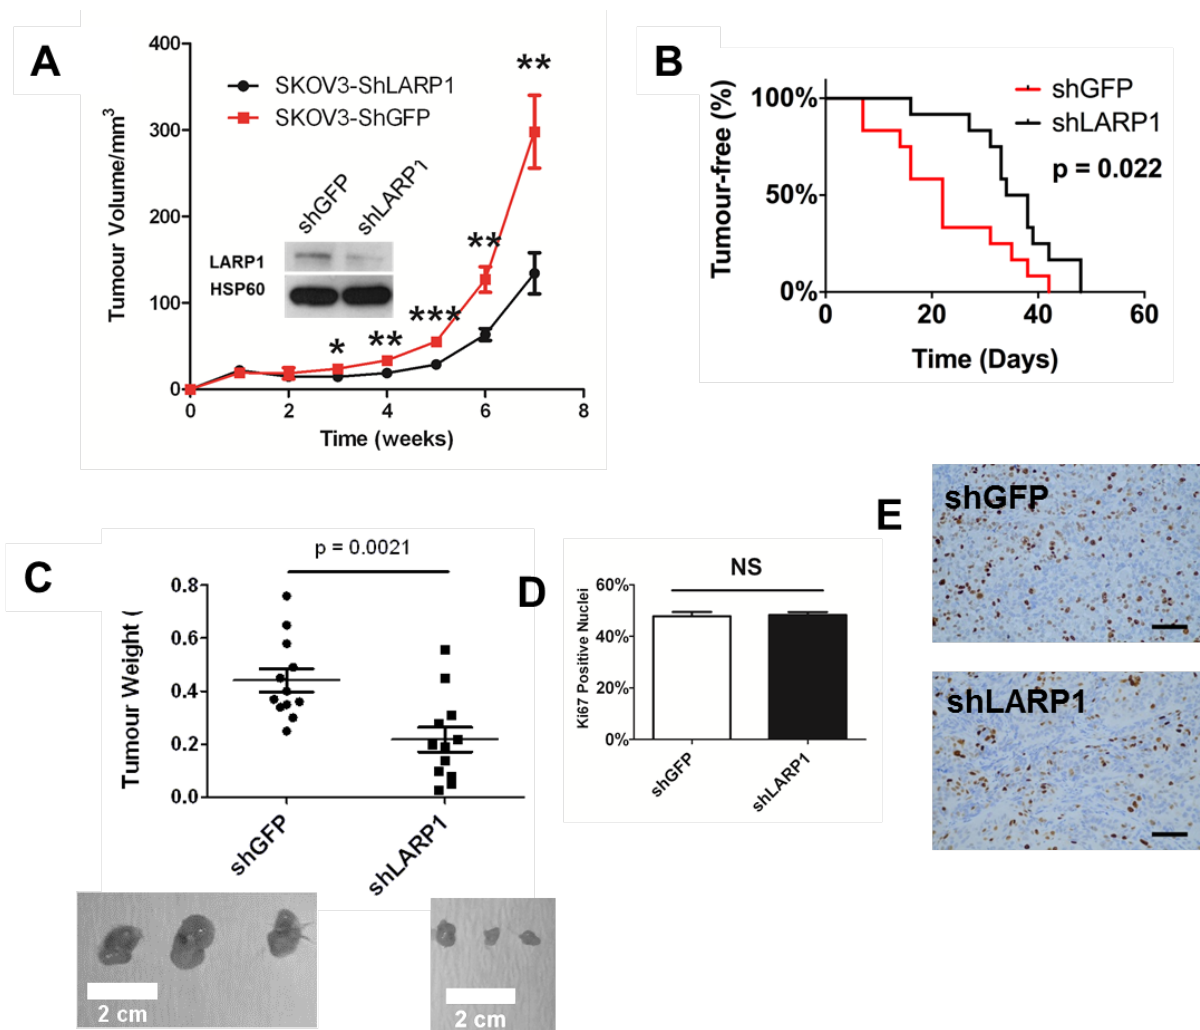 A
400
300
200
100
0
Tumour Volume/mm³
SKOV3-ShLARP1
SKOV3-ShGFP
shGFP
shLARP1
LARP1
HSP60
*
**
***
**
**
0
2
4
6
8
Time (weeks)
B
100%
50%
0%
Tumour-free (%)
shGFP
shLARP1
p = 0.022
0
20
40
60
Time (Days)
C
p = 0.0021
0.8
0.6
0.4
0.2
0.0
Tumour Weight (
shGFP
shLARP1
2 cm
2 cm
D
NS
60%
40%
20%
0%
Ki67 Positive Nuclei
shGFP
shLARP1
E
shGFP
shLARP1